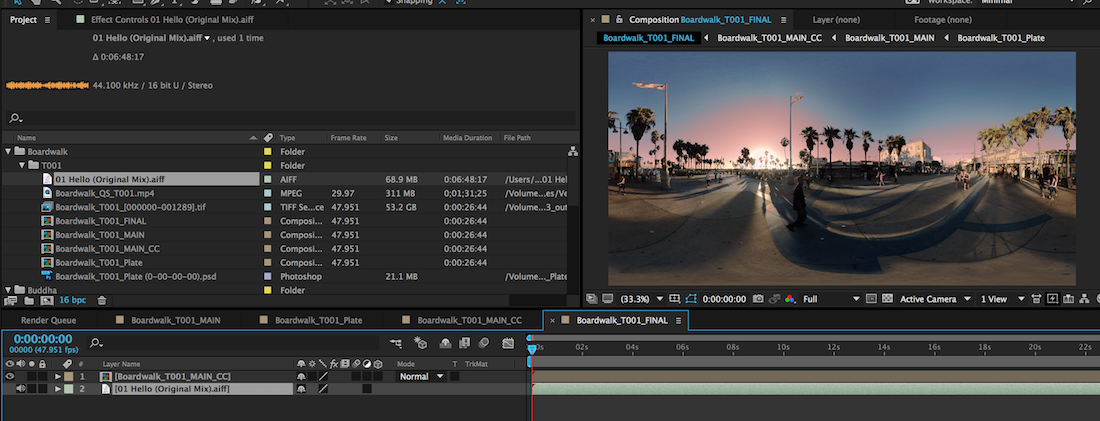 Snapping
Workspace: Minimal
Project
Effect Controls 01 Hello (Original Mix).aiff
01 Hello (Original Mix).aiff , used 1 time
Δ 0:06:48:17
44.100 kHz / 16 bit U / Stereo
Name Type Frame Rate Size Media Duration File Path
Boardwalk Folder
T001 Folder
01 Hello (Original Mix).aiff AIFF 68.9 MB 0:06:48:17 /Users/...01 Hel
Boardwalk_QS_T001.mp4 MPEG 29.97 311 MB 0;01;31;25 /Volume...es/Ve
Boardwalk_T001_[000000-001289].tif TIFF Se...ce 47.951 53.2 GB 0:00:26:44 /Volume...3_out
Boardwalk_T001_FINAL Composi... 47.951 0:00:26:44
Boardwalk_T001_MAIN Composi... 47.951 0:00:26:44
Boardwalk_T001_MAIN_CC Composi... 47.951 0:00:26:44
Boardwalk_T001_Plate Composi... 47.951 0:00:26:44
Boardwalk_T001_Plate (0-00-00-00).psd Photoshop 21.1 MB /Volume..._Plate
Buddha Folder
16 bpc
Composition Boardwalk_T001_FINAL
Layer (none)
Footage (none)
Boardwalk_T001_FINAL Boardwalk_T001_MAIN_CC Boardwalk_T001_MAIN Boardwalk_T001_Plate
(33.3%) 0:00:00:00 Full Active Camera 1 View
Render Queue Boardwalk_T001_MAIN Boardwalk_T001_Plate Boardwalk_T001_MAIN_CC Boardwalk_T001_FINAL
0:00:00:00
00000 (47.951 fps)
00s 02s 04s 06s 08s 10s 12s 14s 16s 18s 20s 22s
# Layer Name Mode T TrkMat
1 [Boardwalk_T001_MAIN_CC] Normal
2 [01 Hello (Original Mix).aiff]